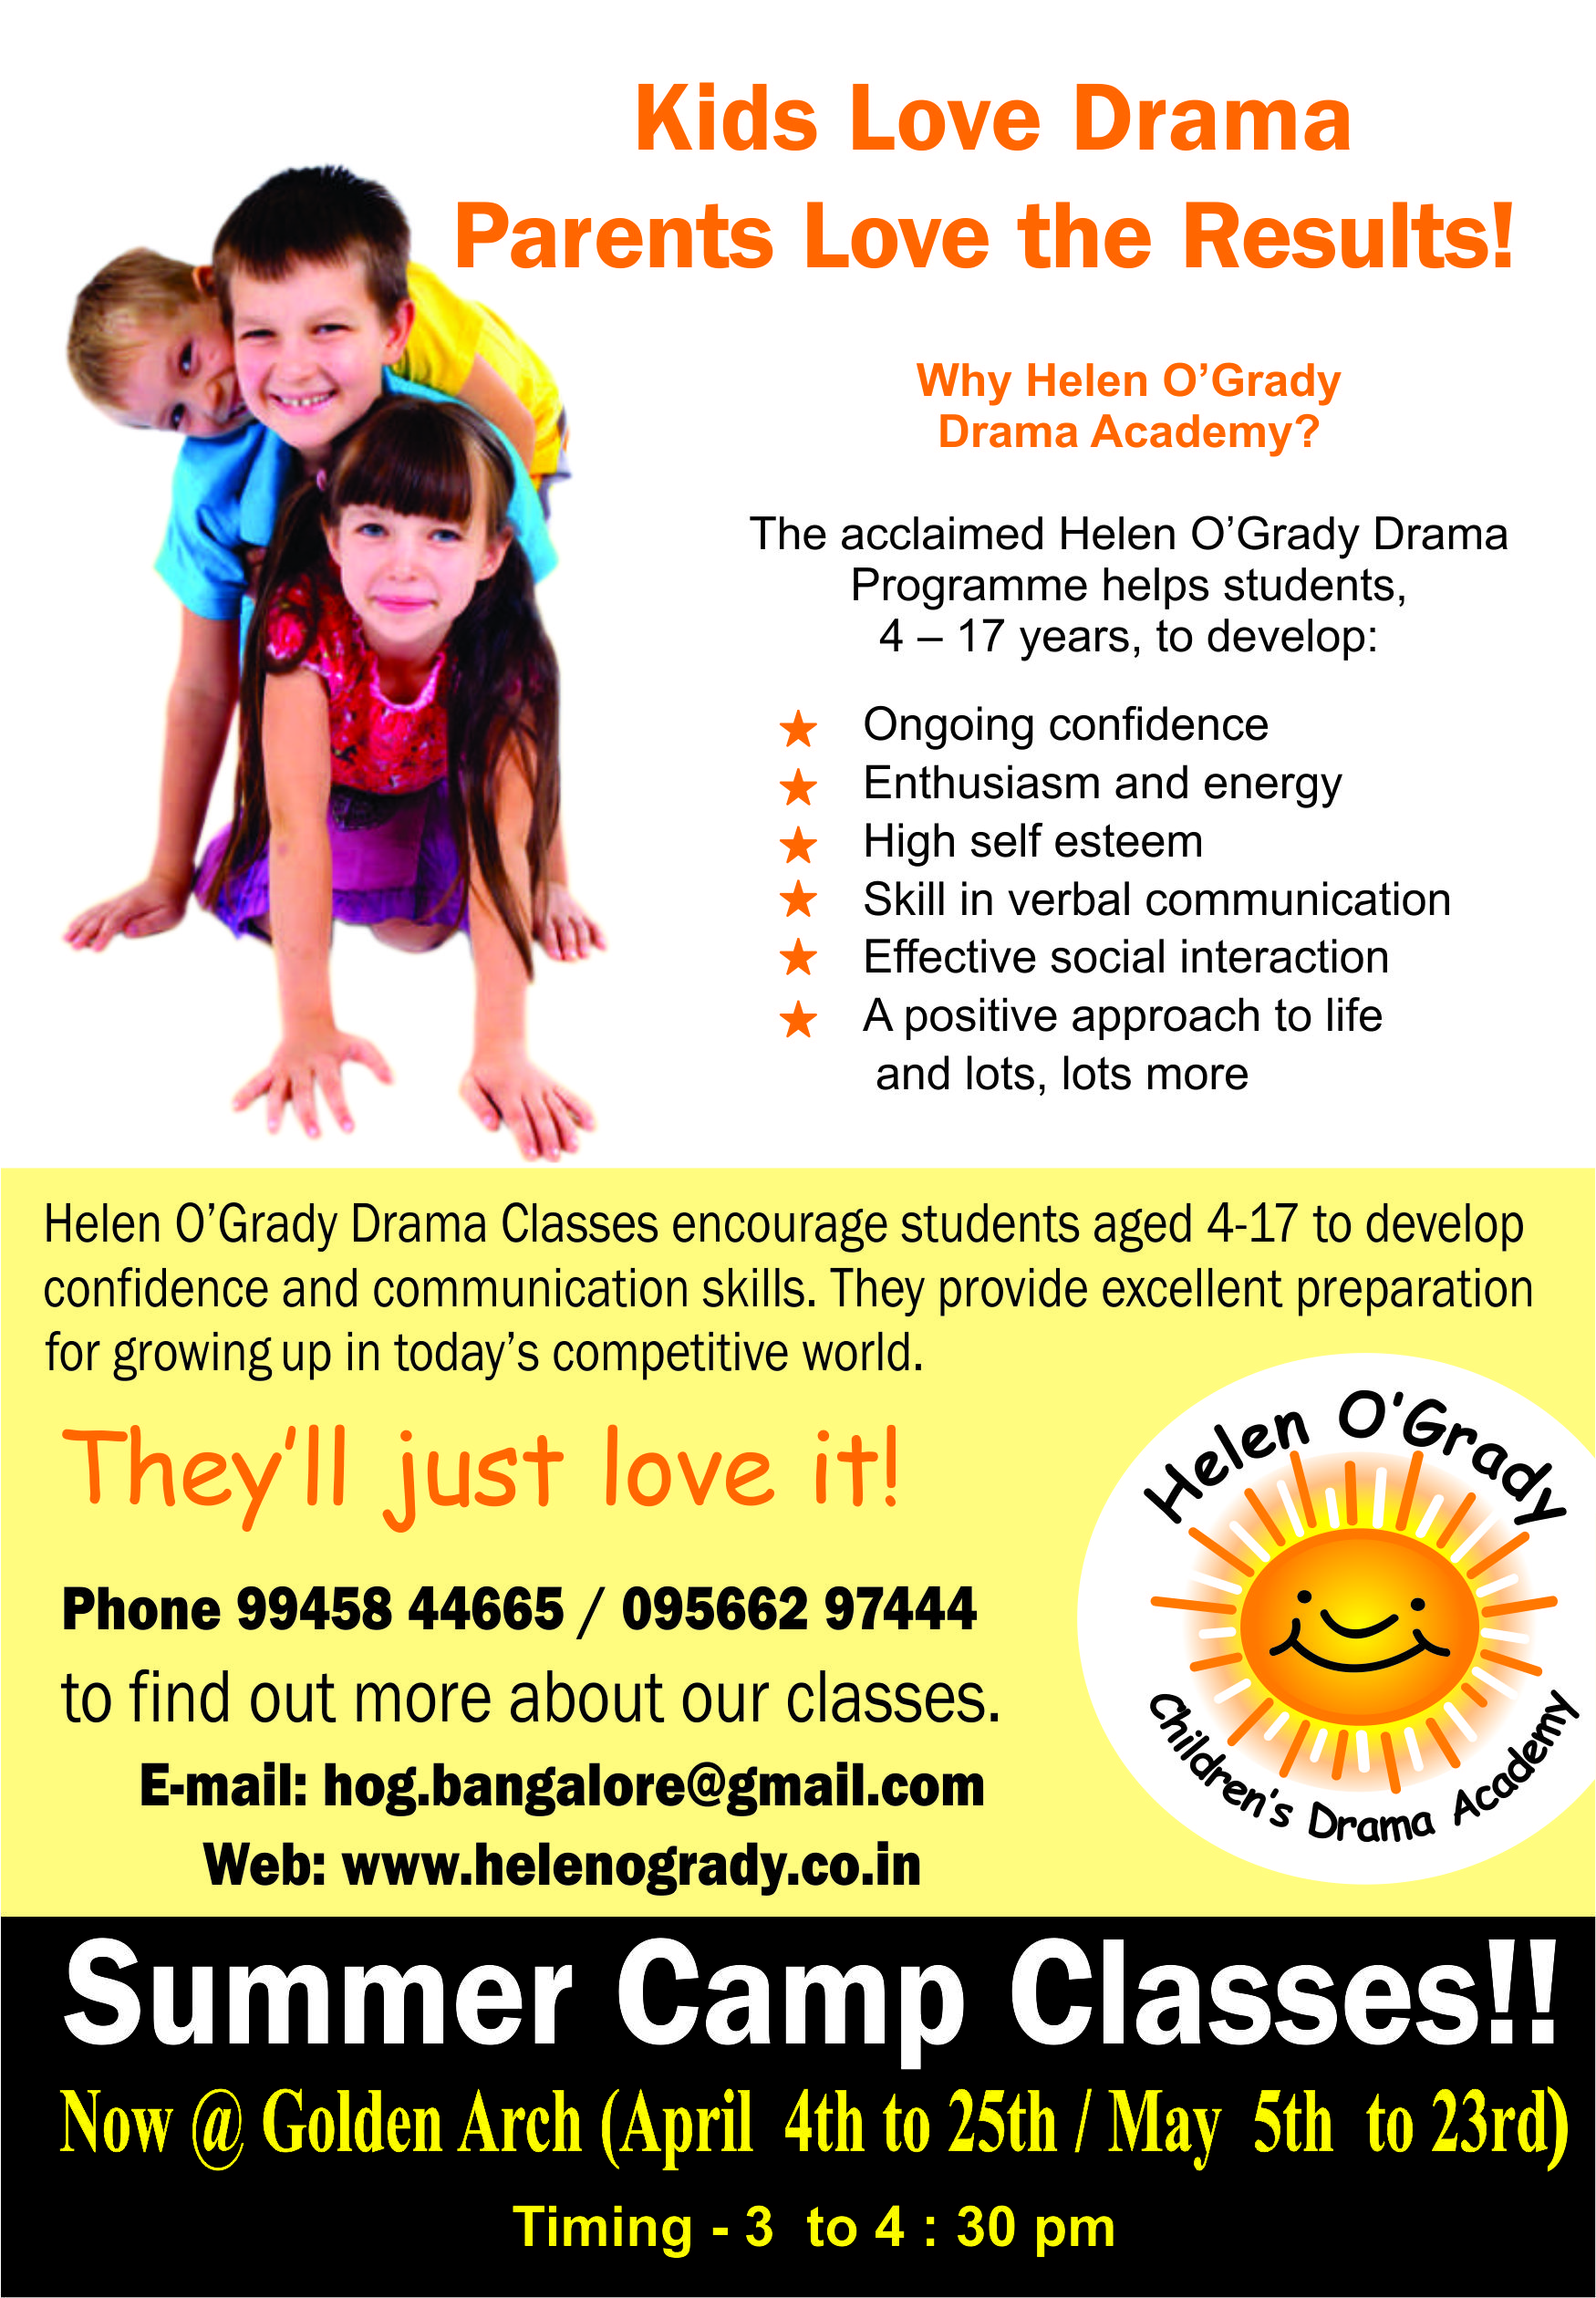 Kids Love Drama
Parents Love the Results!
Why Helen O’Grady
Drama Academy?
The acclaimed Helen O’Grady Drama
Programme helps students,
4 – 17 years, to develop:
Ongoing confidence
Enthusiasm and energy
High self esteem
Skill in verbal communication
Effective social interaction
A positive approach to life
and lots, lots more
Helen O’Grady Drama Classes encourage students aged 4-17 to develop
confidence and communication skills. They provide excellent preparation
for growing up in today’s competitive world.
They’ll just love it!
Phone 99458 44665 / 095662 97444
to find out more about our classes.
E-mail: hog.bangalore@gmail.com
Web: www.helenogrady.co.in
Helen O'Grady
Children's Drama Academy
Summer Camp Classes!!
Now @ Golden Arch (April 4th to 25th / May 5th to 23rd)
Timing - 3 to 4 : 30 pm